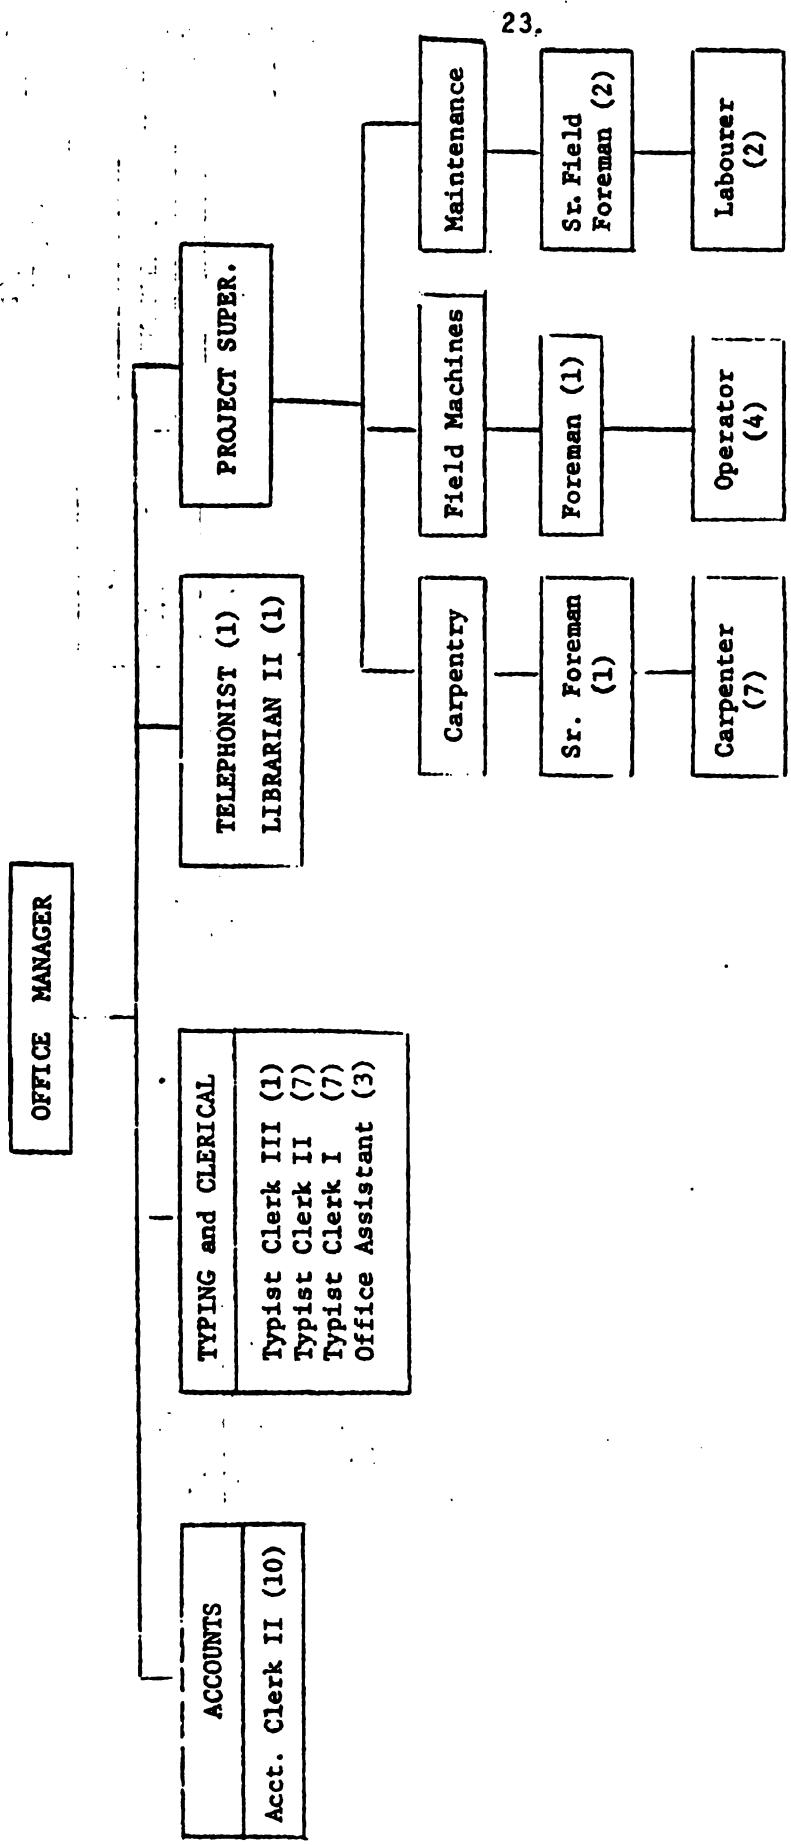 23.
OFFICE MANAGER
ACCOUNTS
Acct. Clerk II (10)
TYPING and CLERICAL
Typist Clerk III (1)
Typist Clerk II (7)
Typist Clerk I (7)
Office Assistant (3)
TELEPHONIST (1)
LIBRARIAN II (1)
PROJECT SUPER.
Carpentry
Sr. Foreman
(1)
Carpenter
(7)
Field Machines
Foreman (1)
Operator
(4)
Maintenance
Sr. Field
Foreman (2)
Labourer
(2)